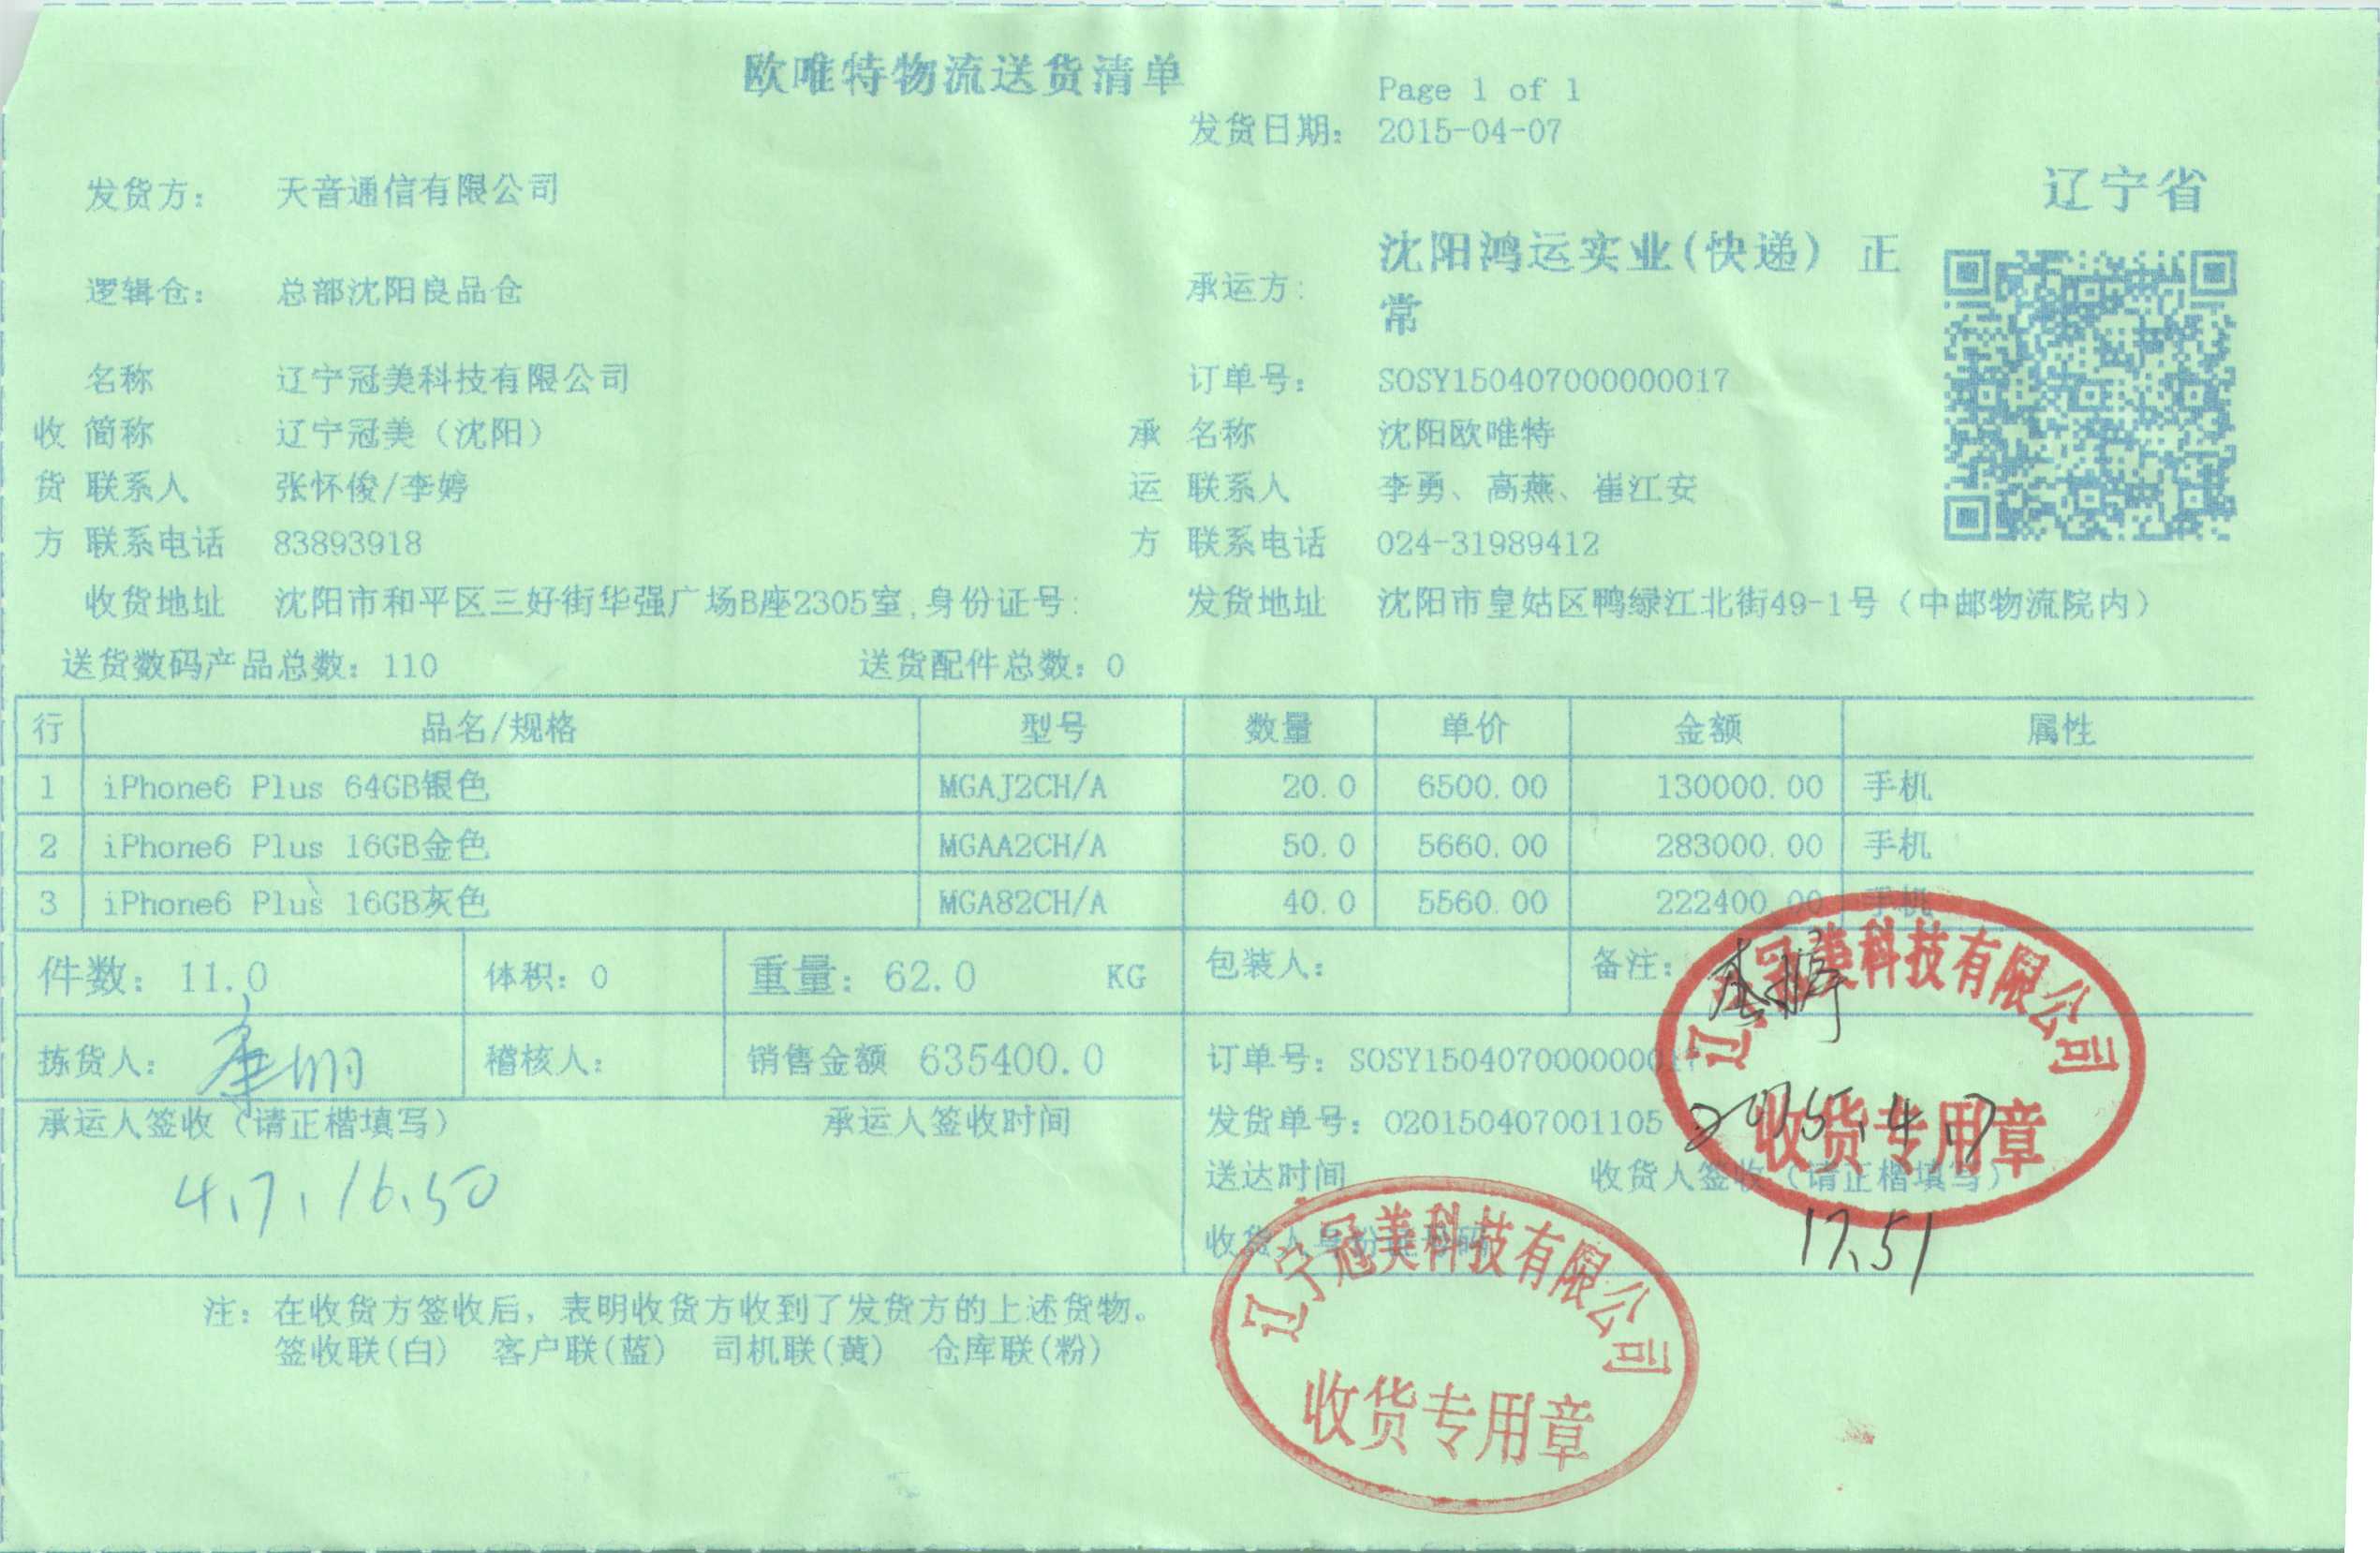 欧唯特物流送货清单
Page 1 of 1
发货日期: 2015-04-07
发货方: 天音通信有限公司
辽宁省
逻辑仓: 总部沈阳良品仓
承运方: 沈阳鸿运实业(快递) 正常
名称 辽宁冠美科技有限公司 订单号: SOSY150407000000017
收 简称 辽宁冠美（沈阳） 承 名称 沈阳欧唯特
货 联系人 张怀俊/李婷 运 联系人 李勇、高燕、崔江安
方 联系电话 83893918 方 联系电话 024-31989412
收货地址 沈阳市和平区三好街华强广场B座2305室,身份证号: 发货地址 沈阳市皇姑区鸭绿江北街49-1号（中邮物流院内）
送货数码产品总数: 110 送货配件总数: 0
行 品名/规格 型号 数量 单价 金额 属性
1 iPhone6 Plus 64GB银色 MGAJ2CH/A 20.0 6500.00 130000.00 手机
2 iPhone6 Plus 16GB金色 MGAA2CH/A 50.0 5660.00 283000.00 手机
3 iPhone6 Plus 16GB灰色 MGA82CH/A 40.0 5560.00 222400.00 手机
件数: 11.0 体积: 0 重量: 62.0 KG 包装人: 备注:
李婷
拣货人: 稽核人: 销售金额 635400.0 订单号: SOSY150407000000017
承运人签收（请正楷填写） 承运人签收时间 发货单号: 020150407001105
2015.4.7
4.7.16.50
送达时间 收货人签收（请正楷填写）
17.51
收货人身份证号码
辽宁冠美科技有限公司
收货专用章
辽宁冠美科技有限公司
收货专用章
注: 在收货方签收后, 表明收货方收到了发货方的上述货物。
签收联(白) 客户联(蓝) 司机联(黄) 仓库联(粉)